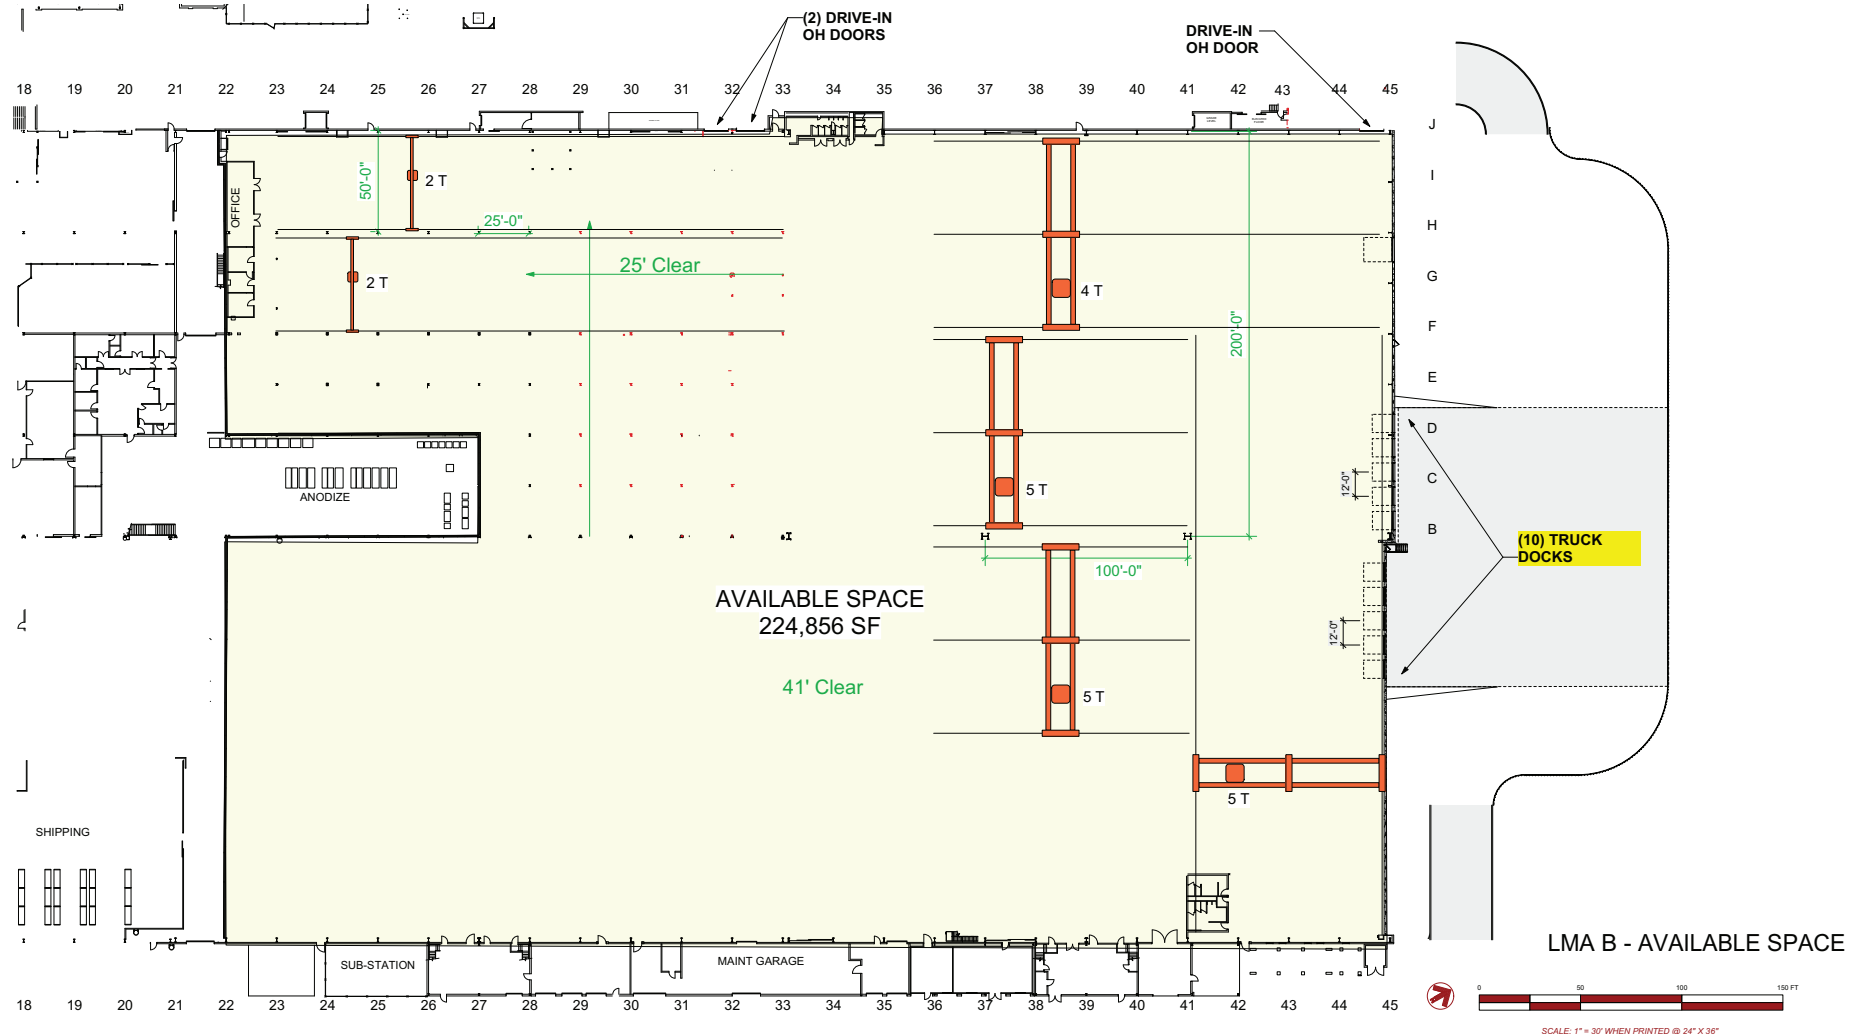 (2) DRIVE-IN
OH DOORS
DRIVE-IN
OH DOOR
18 19 20 21 22 23 24 25 26 27 28 29 30 31 32 33 34 35 36 37 38 39 40 41 42 43 44 45
J
I
H
G
F
E
D
C
B
OFFICE
50'-0"
2 T
25'-0"
2 T
25' Clear
4 T
200'-0"
5 T
12'-0"
ANODIZE
(10) TRUCK
DOCKS
100'-0"
AVAILABLE SPACE
224,856 SF
12'-0"
41' Clear
5 T
5 T
SHIPPING
SUB-STATION
MAINT GARAGE
LMA B - AVAILABLE SPACE
18 19 20 21 22 23 24 25 26 27 28 29 30 31 32 33 34 35 36 37 38 39 40 41 42 43 44 45
0 50 100 150 FT
SCALE: 1" = 30' WHEN PRINTED @ 24" X 36"